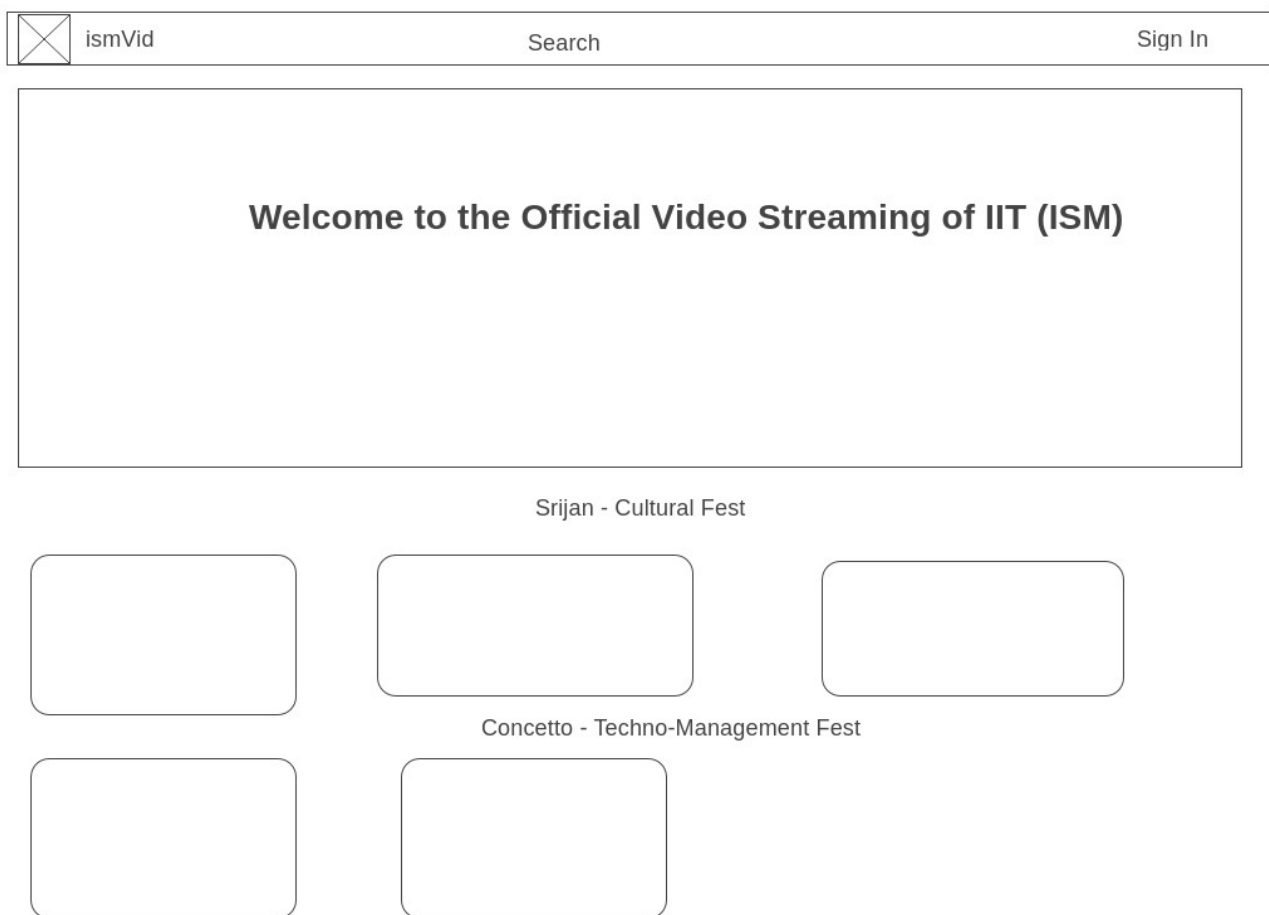 ismVid
Search
Sign In
Welcome to the Official Video Streaming of IIT (ISM)
Srijan - Cultural Fest
Concetto - Techno-Management Fest